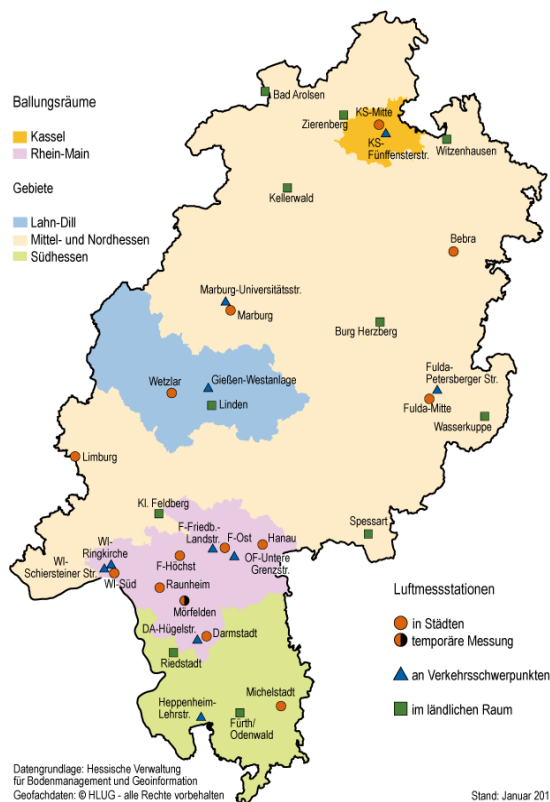 Ballungsräume
Kassel
Rhein-Main
Gebiete
Lahn-Dill
Mittel- und Nordhessen
Südhessen
Bad Arolsen
Zierenberg
KS-Mitte
KS-
Fünffensterstr.
Witzenhausen
Kellerwald
Bebra
Marburg-Universitätsstr.
Marburg
Burg Herzberg
Wetzlar
Gießen-Westanlage
Linden
Fulda-
Petersberger Str.
Fulda-Mitte
Wasserkuppe
Limburg
Kl. Feldberg
Spessart
F-Friedb.-
Landstr.
F-Ost
Hanau
WI-
Ringkirche
WI-
Schiersteiner Str.
WI-Süd
F-Höchst
OF-Untere
Grenzstr.
Raunheim
Mörfelden
DA-Hügelstr.
Darmstadt
Riedstadt
Heppenheim-
Lehrstr.
Michelstadt
Fürth/
Odenwald
Luftmessstationen
in Städten
temporäre Messung
an Verkehrsschwerpunkten
im ländlichen Raum
Datengrundlage: Hessische Verwaltung
für Bodenmanagement und Geoinformation
Geofachdaten: © HLUG - alle Rechte vorbehalten
Stand: Januar 201